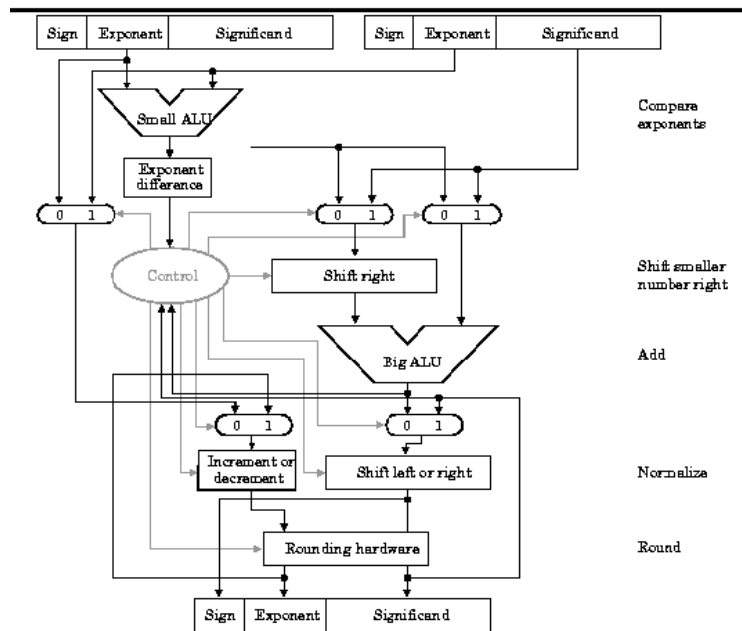 Sign Exponent Significand Sign Exponent Significand
Small ALU
Compare
exponents
Exponent
difference
0 1 0 1 0 1
Control
Shift right
Shift smaller
number right
Big ALU
Add
0 1 0 1
Increment or
decrement
Shift left or right
Normalize
Rounding hardware
Round
Sign Exponent Significand